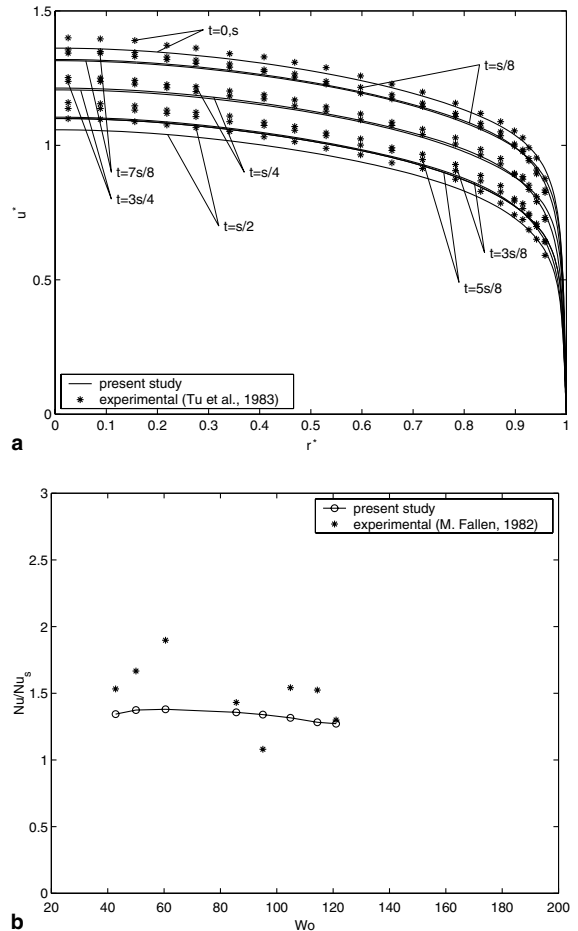 1.5
t=0,s
t=s/8
1
u*
t=7s/8
t=s/4
t=3s/4
t=s/2
t=3s/8
t=5s/8
0.5
present study
experimental (Tu et al., 1983)
0
0 0.1 0.2 0.3 0.4 0.5 0.6 0.7 0.8 0.9 1
r*
a
3
present study
experimental (M. Fallen, 1982)
2.5
2
Nu/Nus
1.5
1
0.5
0
20 40 60 80 100 120 140 160 180 200
Wo
b